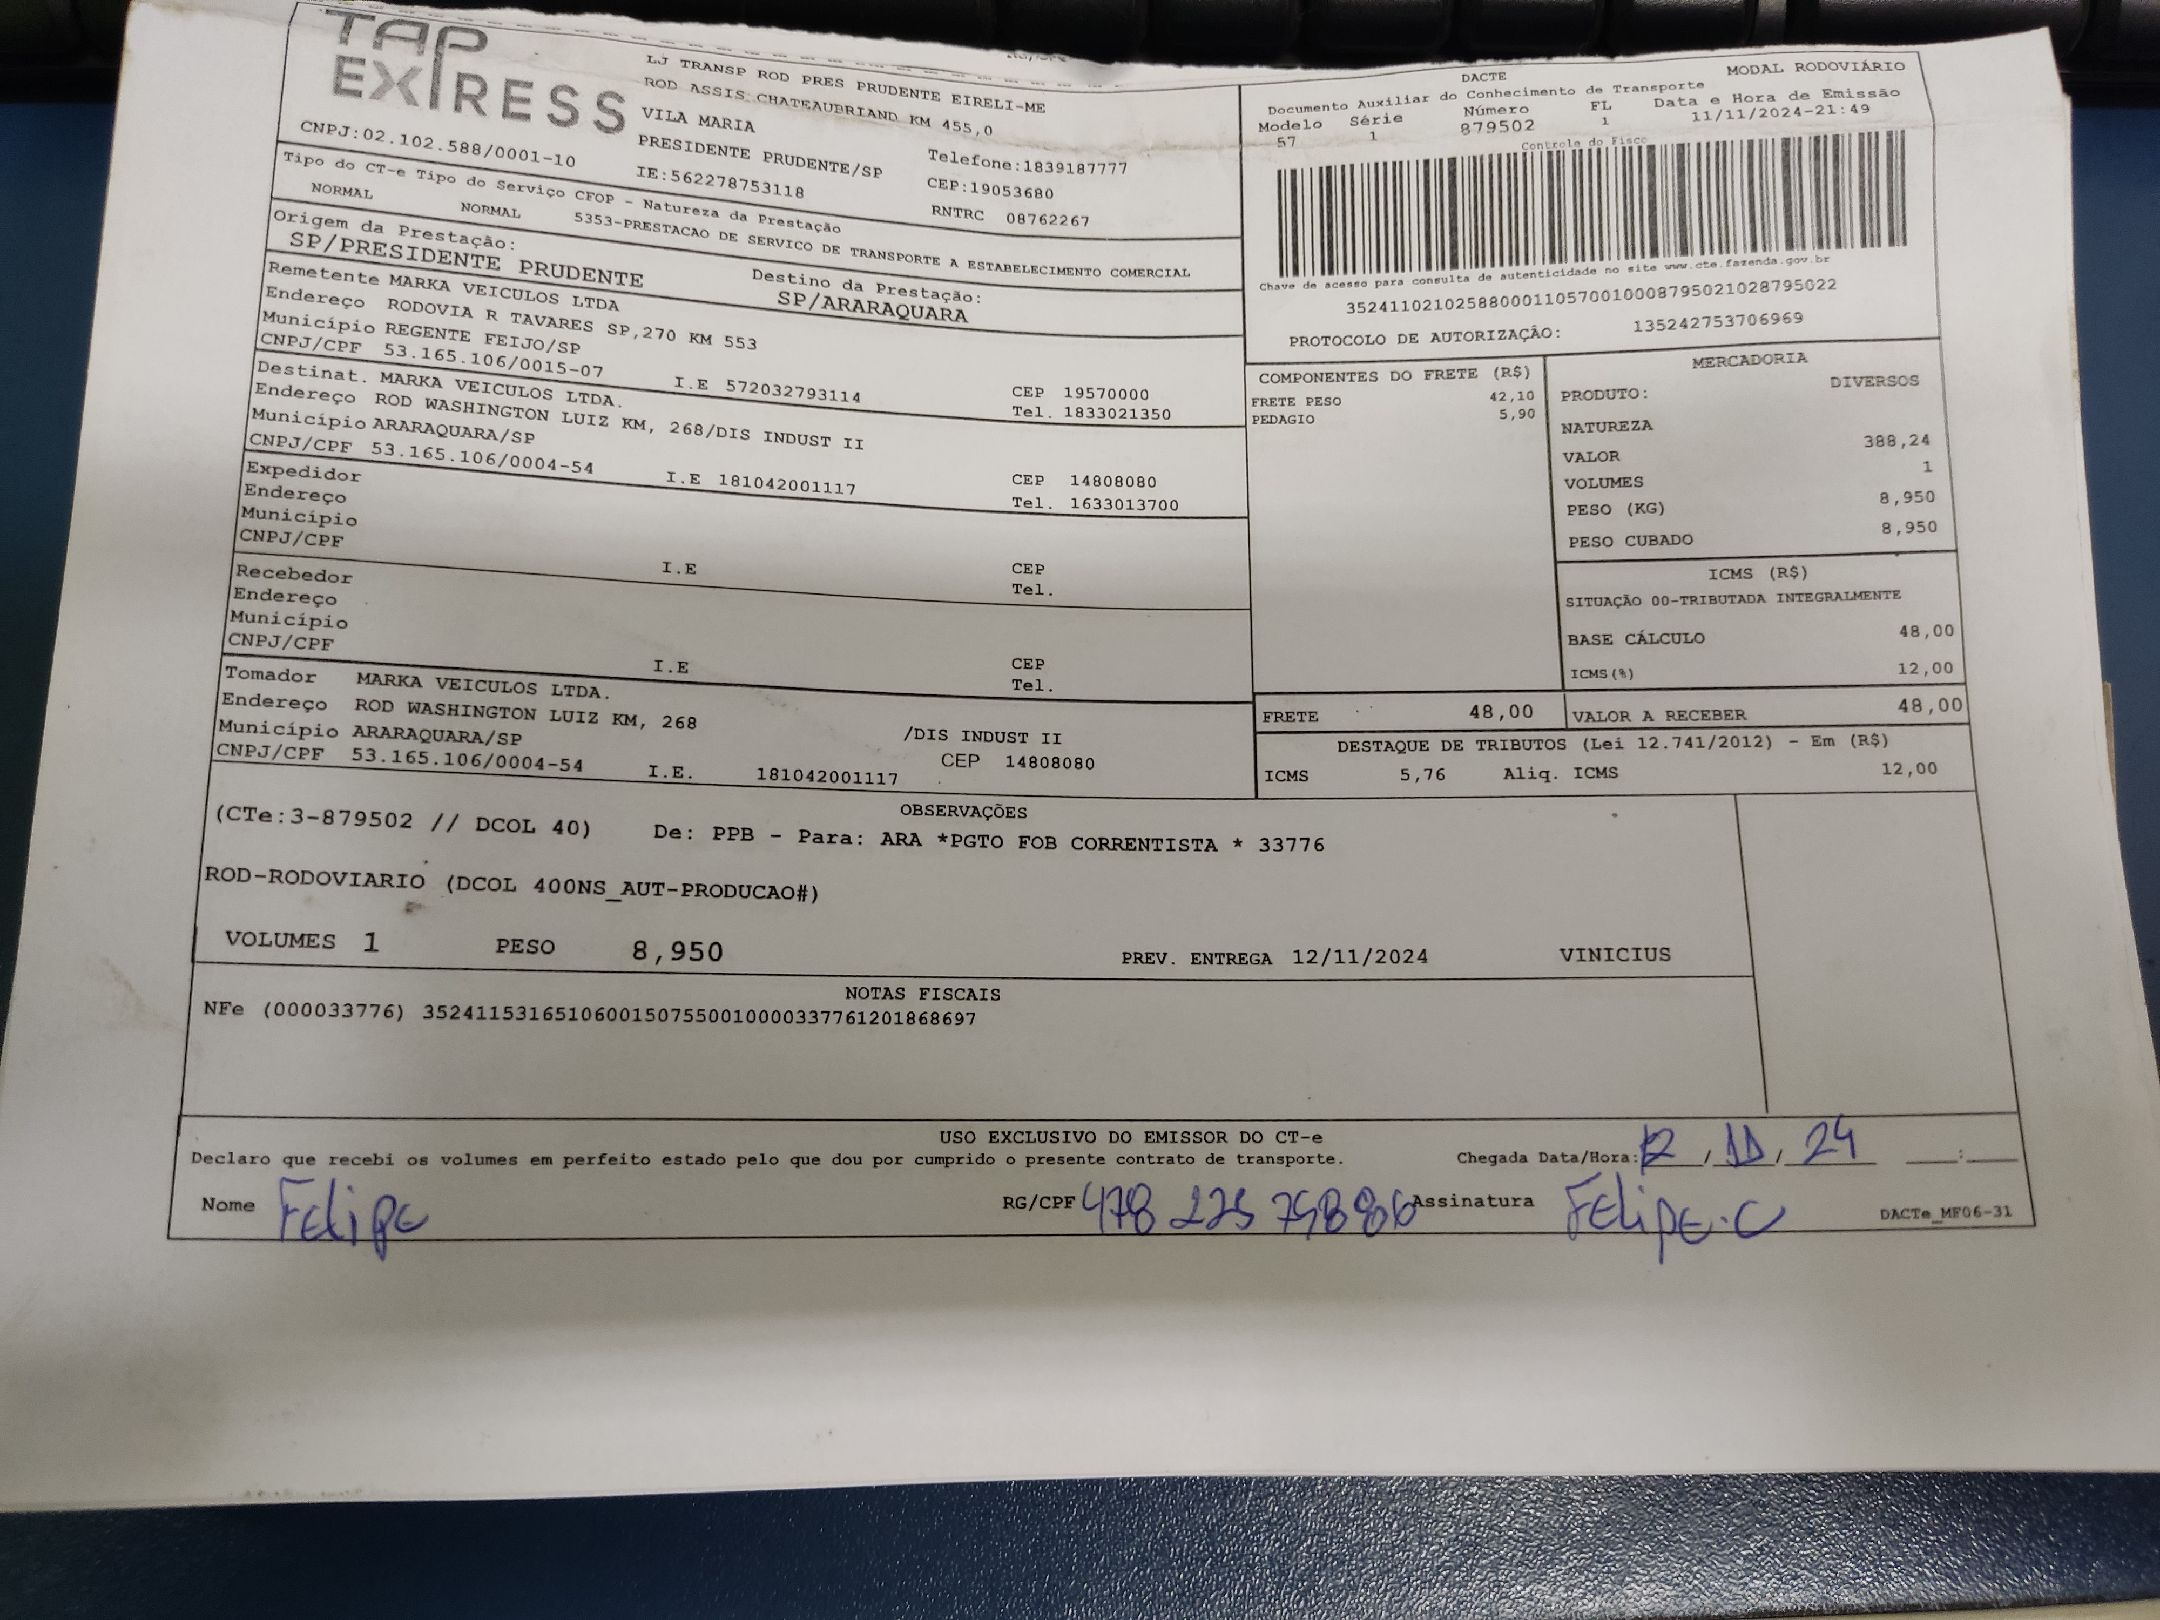 TAP
EXPRESS
CNPJ:02.102.588/0001-10
LJ TRANSP ROD PRES PRUDENTE EIRELI-ME
ROD ASSIS CHATEAUBRIAND KM 455,0
VILA MARIA
PRESIDENTE PRUDENTE/SP
IE:562278753118
Telefone:1839187777
CEP:19053680
RNTRC 08762267
DACTE
MODAL RODOVIÁRIO
Documento Auxiliar do Conhecimento de Transporte
Modelo Série Número FL Data e Hora de Emissão
57 1 879502 1 11/11/2024-21:49
Controle do Fisco
Chave de acesso para consulta de autenticidade no site www.cte.fazenda.gov.br
35241102102588000110570010008795021028795022
PROTOCOLO DE AUTORIZAÇÃO: 135242753706969
Tipo do CT-e Tipo do Serviço CFOP - Natureza da Prestação
NORMAL NORMAL 5353-PRESTACAO DE SERVICO DE TRANSPORTE A ESTABELECIMENTO COMERCIAL
Origem da Prestação: Destino da Prestação:
SP/PRESIDENTE PRUDENTE SP/ARARAQUARA
Remetente MARKA VEICULOS LTDA
Endereço RODOVIA R TAVARES SP,270 KM 553
Município REGENTE FEIJO/SP CEP 19570000
CNPJ/CPF 53.165.106/0015-07 I.E 572032793114 Tel. 1833021350
Destinat. MARKA VEICULOS LTDA.
Endereço ROD WASHINGTON LUIZ KM, 268/DIS INDUST II
Município ARARAQUARA/SP CEP 14808080
CNPJ/CPF 53.165.106/0004-54 I.E 181042001117 Tel. 1633013700
Expedidor
Endereço
Município CEP
CNPJ/CPF I.E Tel.
Recebedor
Endereço
Município CEP
CNPJ/CPF I.E Tel.
Tomador MARKA VEICULOS LTDA.
Endereço ROD WASHINGTON LUIZ KM, 268 /DIS INDUST II
Município ARARAQUARA/SP CEP 14808080
CNPJ/CPF 53.165.106/0004-54 I.E. 181042001117
COMPONENTES DO FRETE (R$)
FRETE PESO 42,10
PEDAGIO 5,90
MERCADORIA
PRODUTO: DIVERSOS
NATUREZA
VALOR 388,24
VOLUMES 1
PESO (KG) 8,950
PESO CUBADO 8,950
ICMS (R$)
SITUAÇÃO 00-TRIBUTADA INTEGRALMENTE
BASE CÁLCULO 48,00
ICMS(%) 12,00
FRETE 48,00 VALOR A RECEBER 48,00
DESTAQUE DE TRIBUTOS (Lei 12.741/2012) - Em (R$)
ICMS 5,76 Aliq. ICMS 12,00
OBSERVAÇÕES
(CTe:3-879502 // DCOL 40) De: PPB - Para: ARA *PGTO FOB CORRENTISTA * 33776
ROD-RODOVIARIO (DCOL 400NS_AUT-PRODUCAO#)
VOLUMES 1 PESO 8,950 PREV. ENTREGA 12/11/2024 VINICIUS
NOTAS FISCAIS
NFe (000033776) 35241153165106001507550010000337761201868697
USO EXCLUSIVO DO EMISSOR DO CT-e
Declaro que recebi os volumes em perfeito estado pelo que dou por cumprido o presente contrato de transporte. Chegada Data/Hora: 12 / 11 / 24 :
Nome Felipe RG/CPF 478 225 758 86 Assinatura Felipe.C DACTe_MF06-31